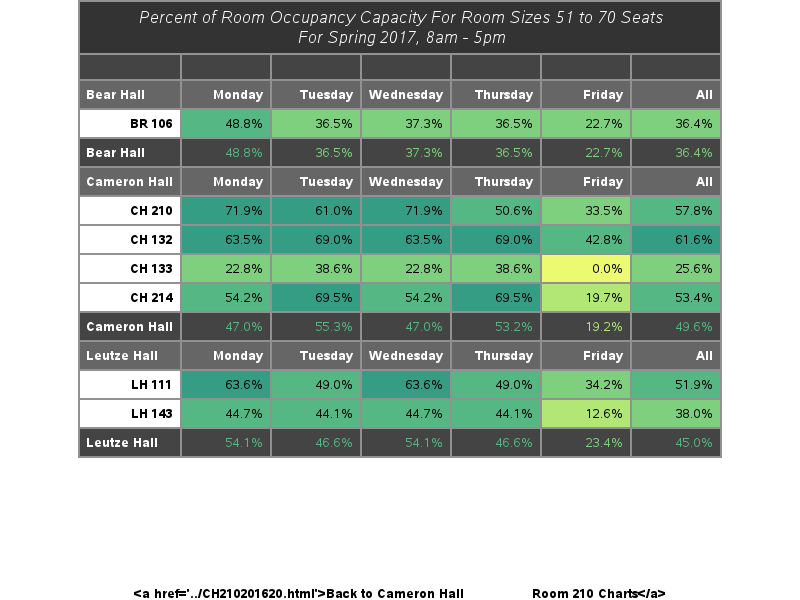 Percent of Room Occupancy Capacity For Room Sizes 51 to 70 Seats
For Spring 2017, 8am - 5pm
Bear Hall Monday Tuesday Wednesday Thursday Friday All
BR 106 48.8% 36.5% 37.3% 36.5% 22.7% 36.4%
Bear Hall 48.8% 36.5% 37.3% 36.5% 22.7% 36.4%
Cameron Hall Monday Tuesday Wednesday Thursday Friday All
CH 210 71.9% 61.0% 71.9% 50.6% 33.5% 57.8%
CH 132 63.5% 69.0% 63.5% 69.0% 42.8% 61.6%
CH 133 22.8% 38.6% 22.8% 38.6% 0.0% 25.6%
CH 214 54.2% 69.5% 54.2% 69.5% 19.7% 53.4%
Cameron Hall 47.0% 55.3% 47.0% 53.2% 19.2% 49.6%
Leutze Hall Monday Tuesday Wednesday Thursday Friday All
LH 111 63.6% 49.0% 63.6% 49.0% 34.2% 51.9%
LH 143 44.7% 44.1% 44.7% 44.1% 12.6% 38.0%
Leutze Hall 54.1% 46.6% 54.1% 46.6% 23.4% 45.0%
<a href='../CH210201620.html'>Back to Cameron Hall Room 210 Charts</a>